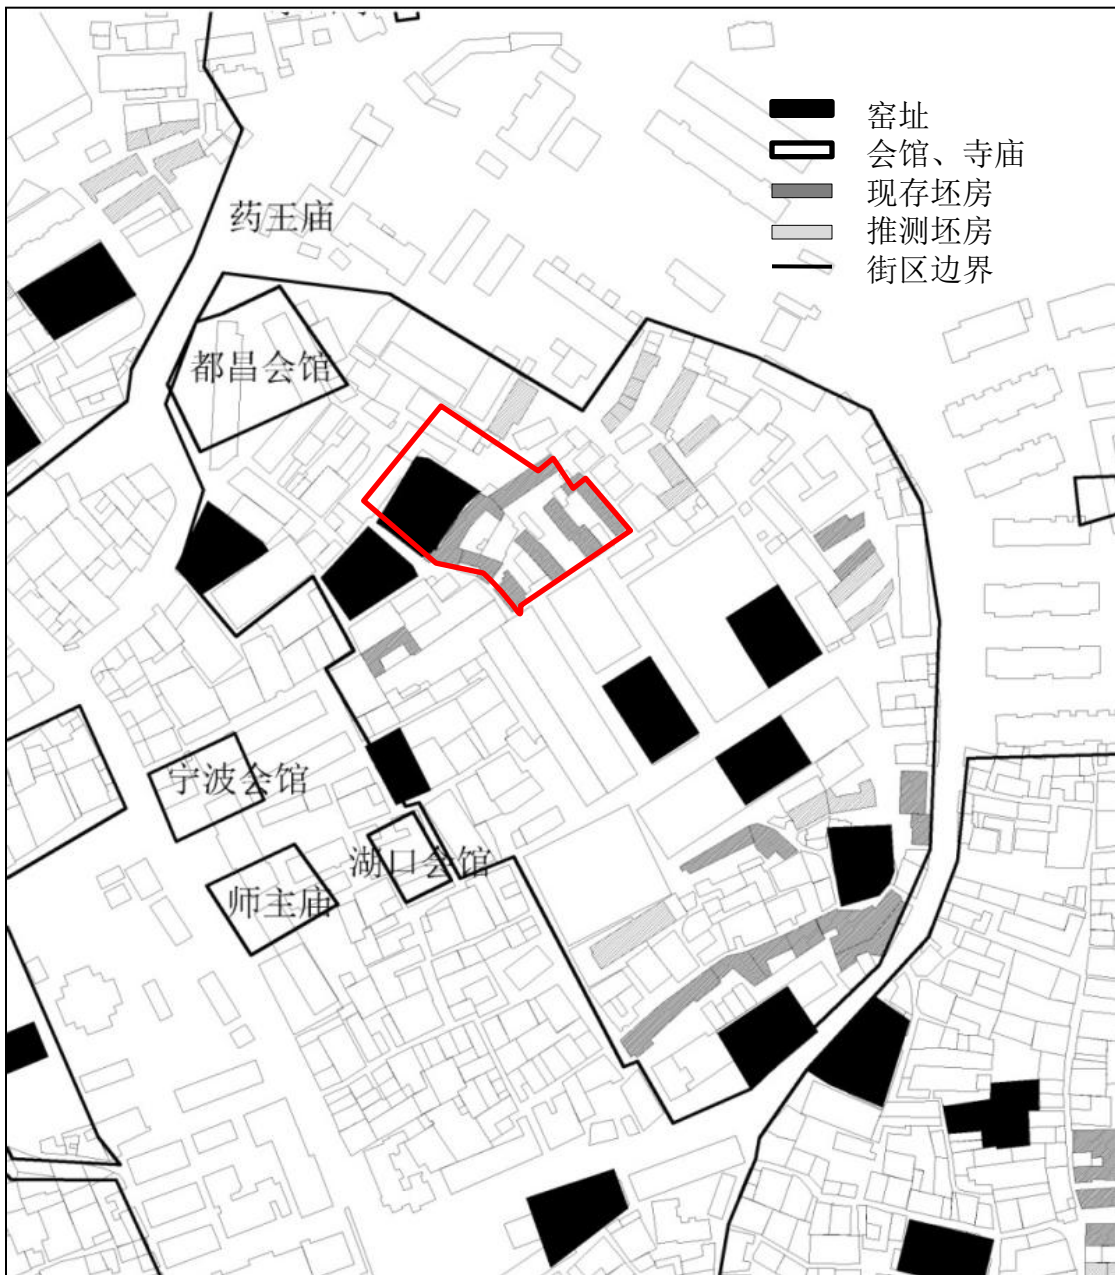 窑址
会馆、寺庙
现存坯房
推测坯房
街区边界
药王庙
都昌会馆
宁波会馆
湖口会馆
师主庙